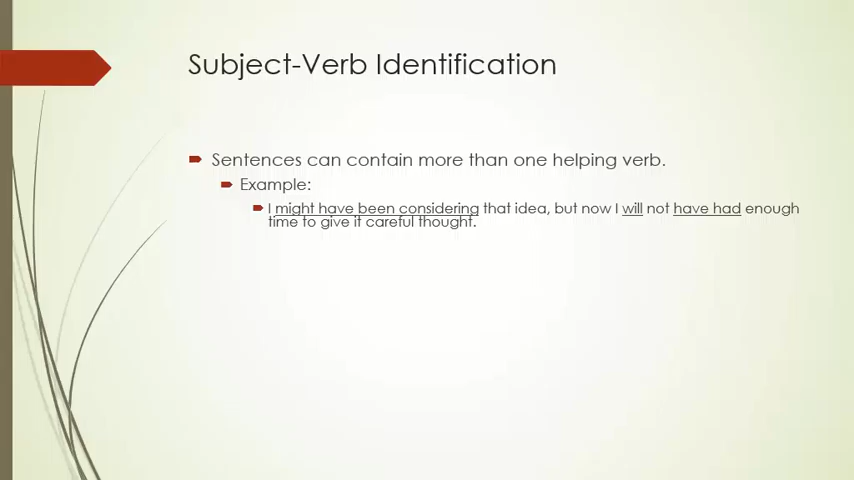 Subject-Verb Identification
Sentences can contain more than one helping verb.
Example:
I might have been considering that idea, but now I will not have had enough
time to give it careful thought.